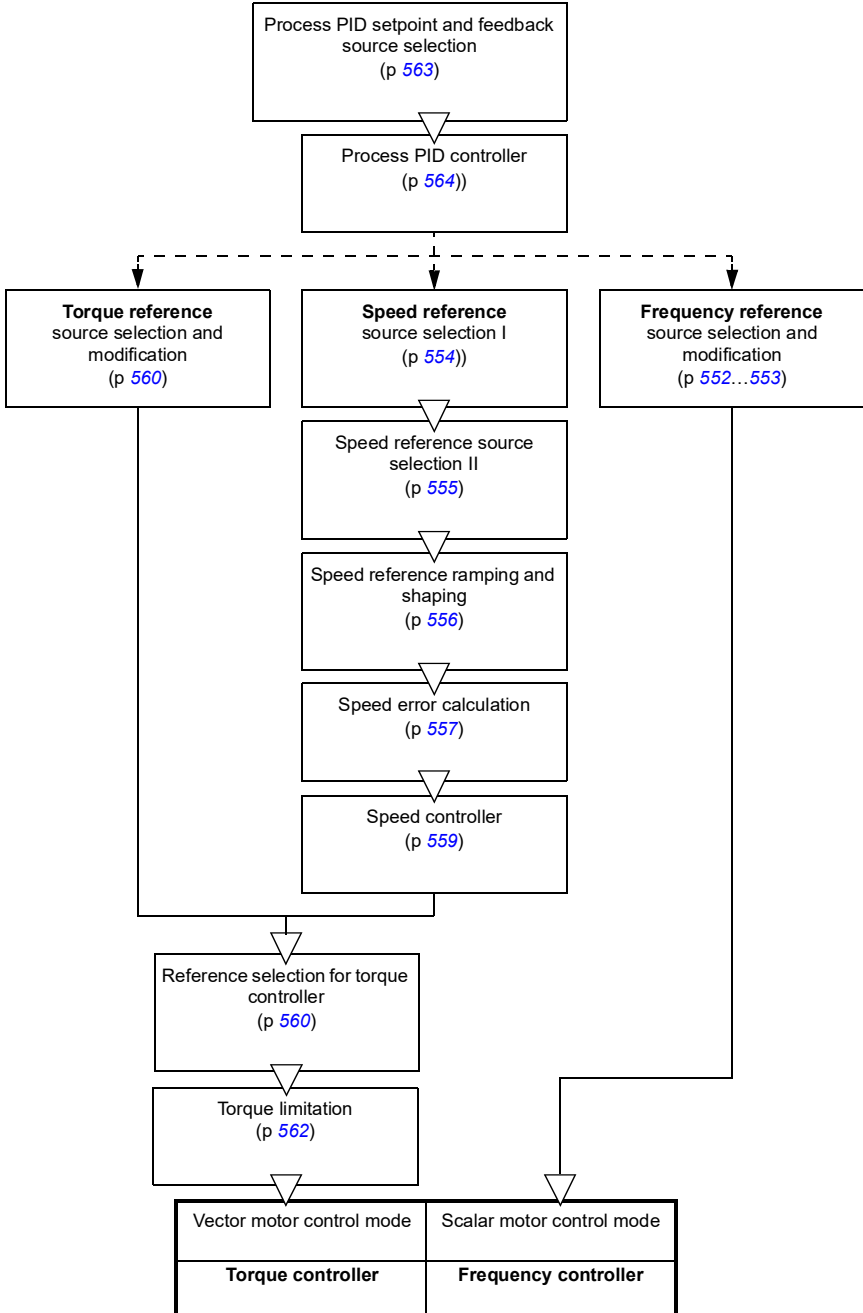 Process PID setpoint and feedback
source selection
(p 563)
Process PID controller
(p 564))
Torque reference
source selection and
modification
(p 560)
Speed reference
source selection I
(p 554))
Frequency reference
source selection and
modification
(p 552…553)
Speed reference source
selection II
(p 555)
Speed reference ramping and
shaping
(p 556)
Speed error calculation
(p 557)
Speed controller
(p 559)
Reference selection for torque
controller
(p 560)
Torque limitation
(p 562)
Vector motor control mode
Scalar motor control mode
Torque controller
Frequency controller